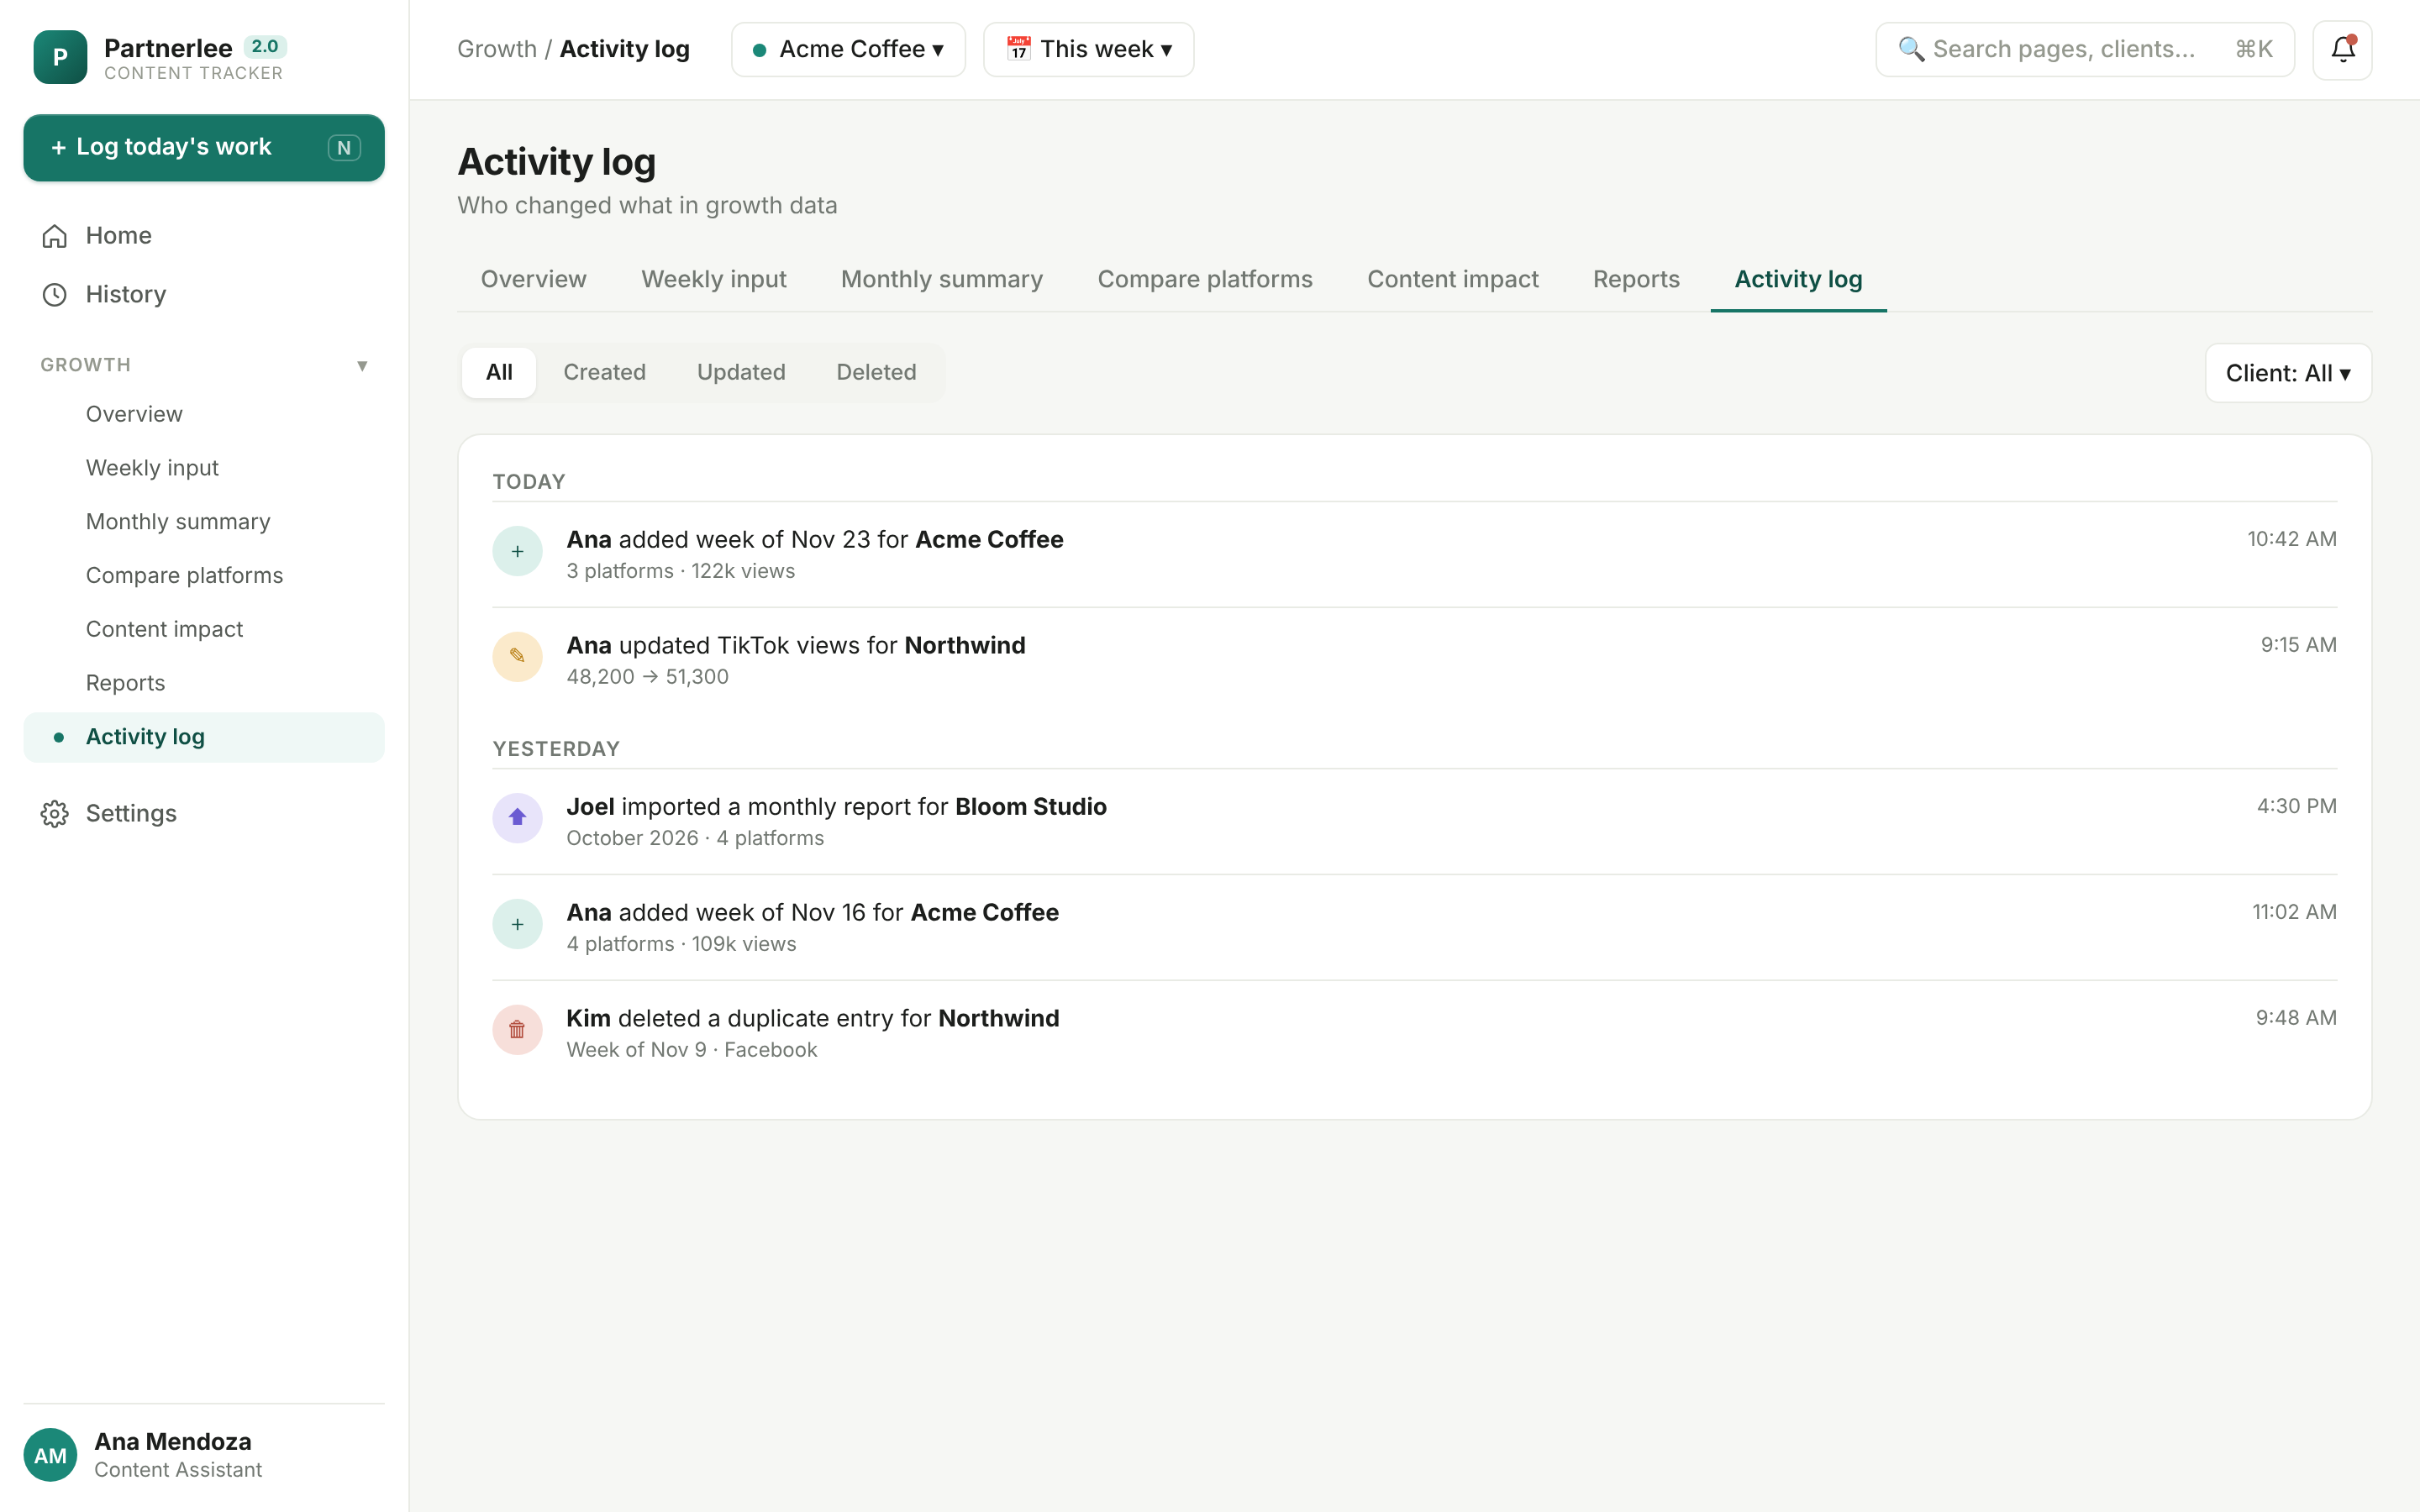 P
Partnerlee 2.0
CONTENT TRACKER
+ Log today's work N
Home
History
GROWTH ▼
Overview
Weekly input
Monthly summary
Compare platforms
Content impact
Reports
Activity log
Settings
AM
Ana Mendoza
Content Assistant
Growth / Activity log
Acme Coffee ▾
📅 This week ▾
🔍 Search pages, clients... ⌘K
Activity log
Who changed what in growth data
Overview Weekly input Monthly summary Compare platforms Content impact Reports Activity log
All Created Updated Deleted
Client: All ▾
TODAY
+ Ana added week of Nov 23 for Acme Coffee 10:42 AM
3 platforms · 122k views
Ana updated TikTok views for Northwind 9:15 AM
48,200 → 51,300
YESTERDAY
Joel imported a monthly report for Bloom Studio 4:30 PM
October 2026 · 4 platforms
+ Ana added week of Nov 16 for Acme Coffee 11:02 AM
4 platforms · 109k views
Kim deleted a duplicate entry for Northwind 9:48 AM
Week of Nov 9 · Facebook